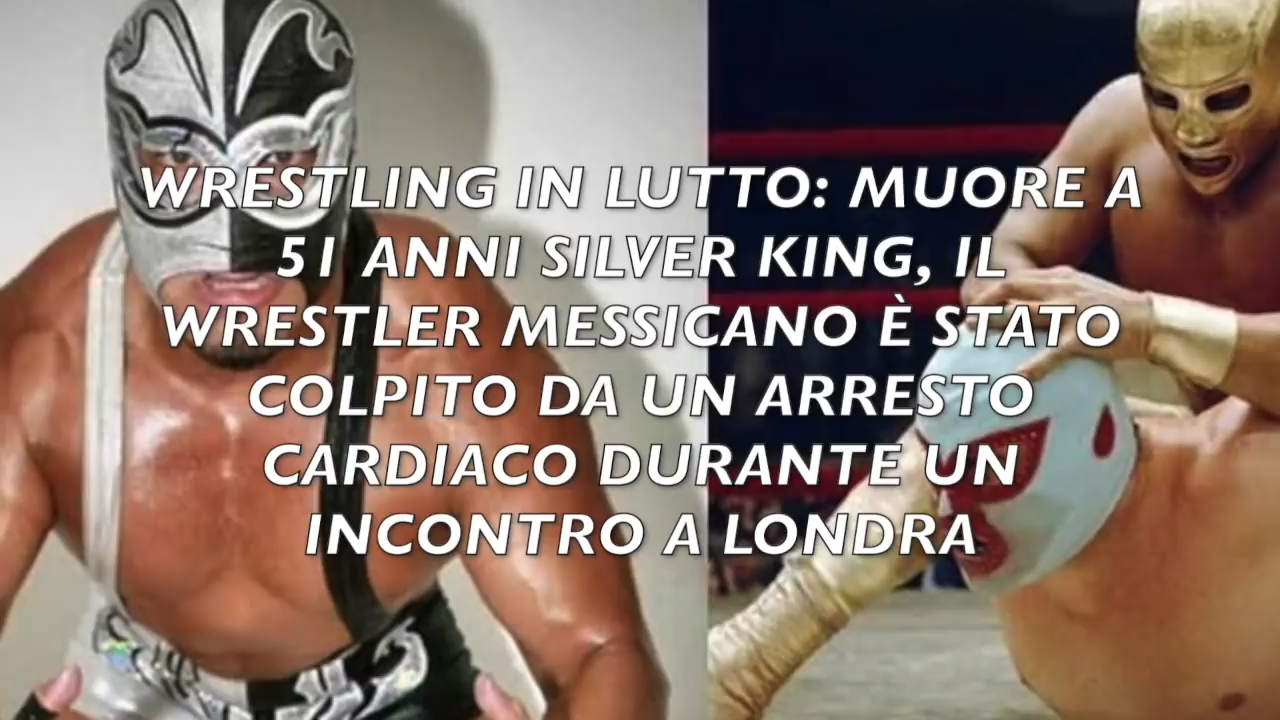 WRESTLING IN LUTTO: MUORE A
51 ANNI SILVER KING, IL
WRESTLER MESSICANO È STATO
COLPITO DA UN ARRESTO
CARDIACO DURANTE UN
INCONTRO A LONDRA